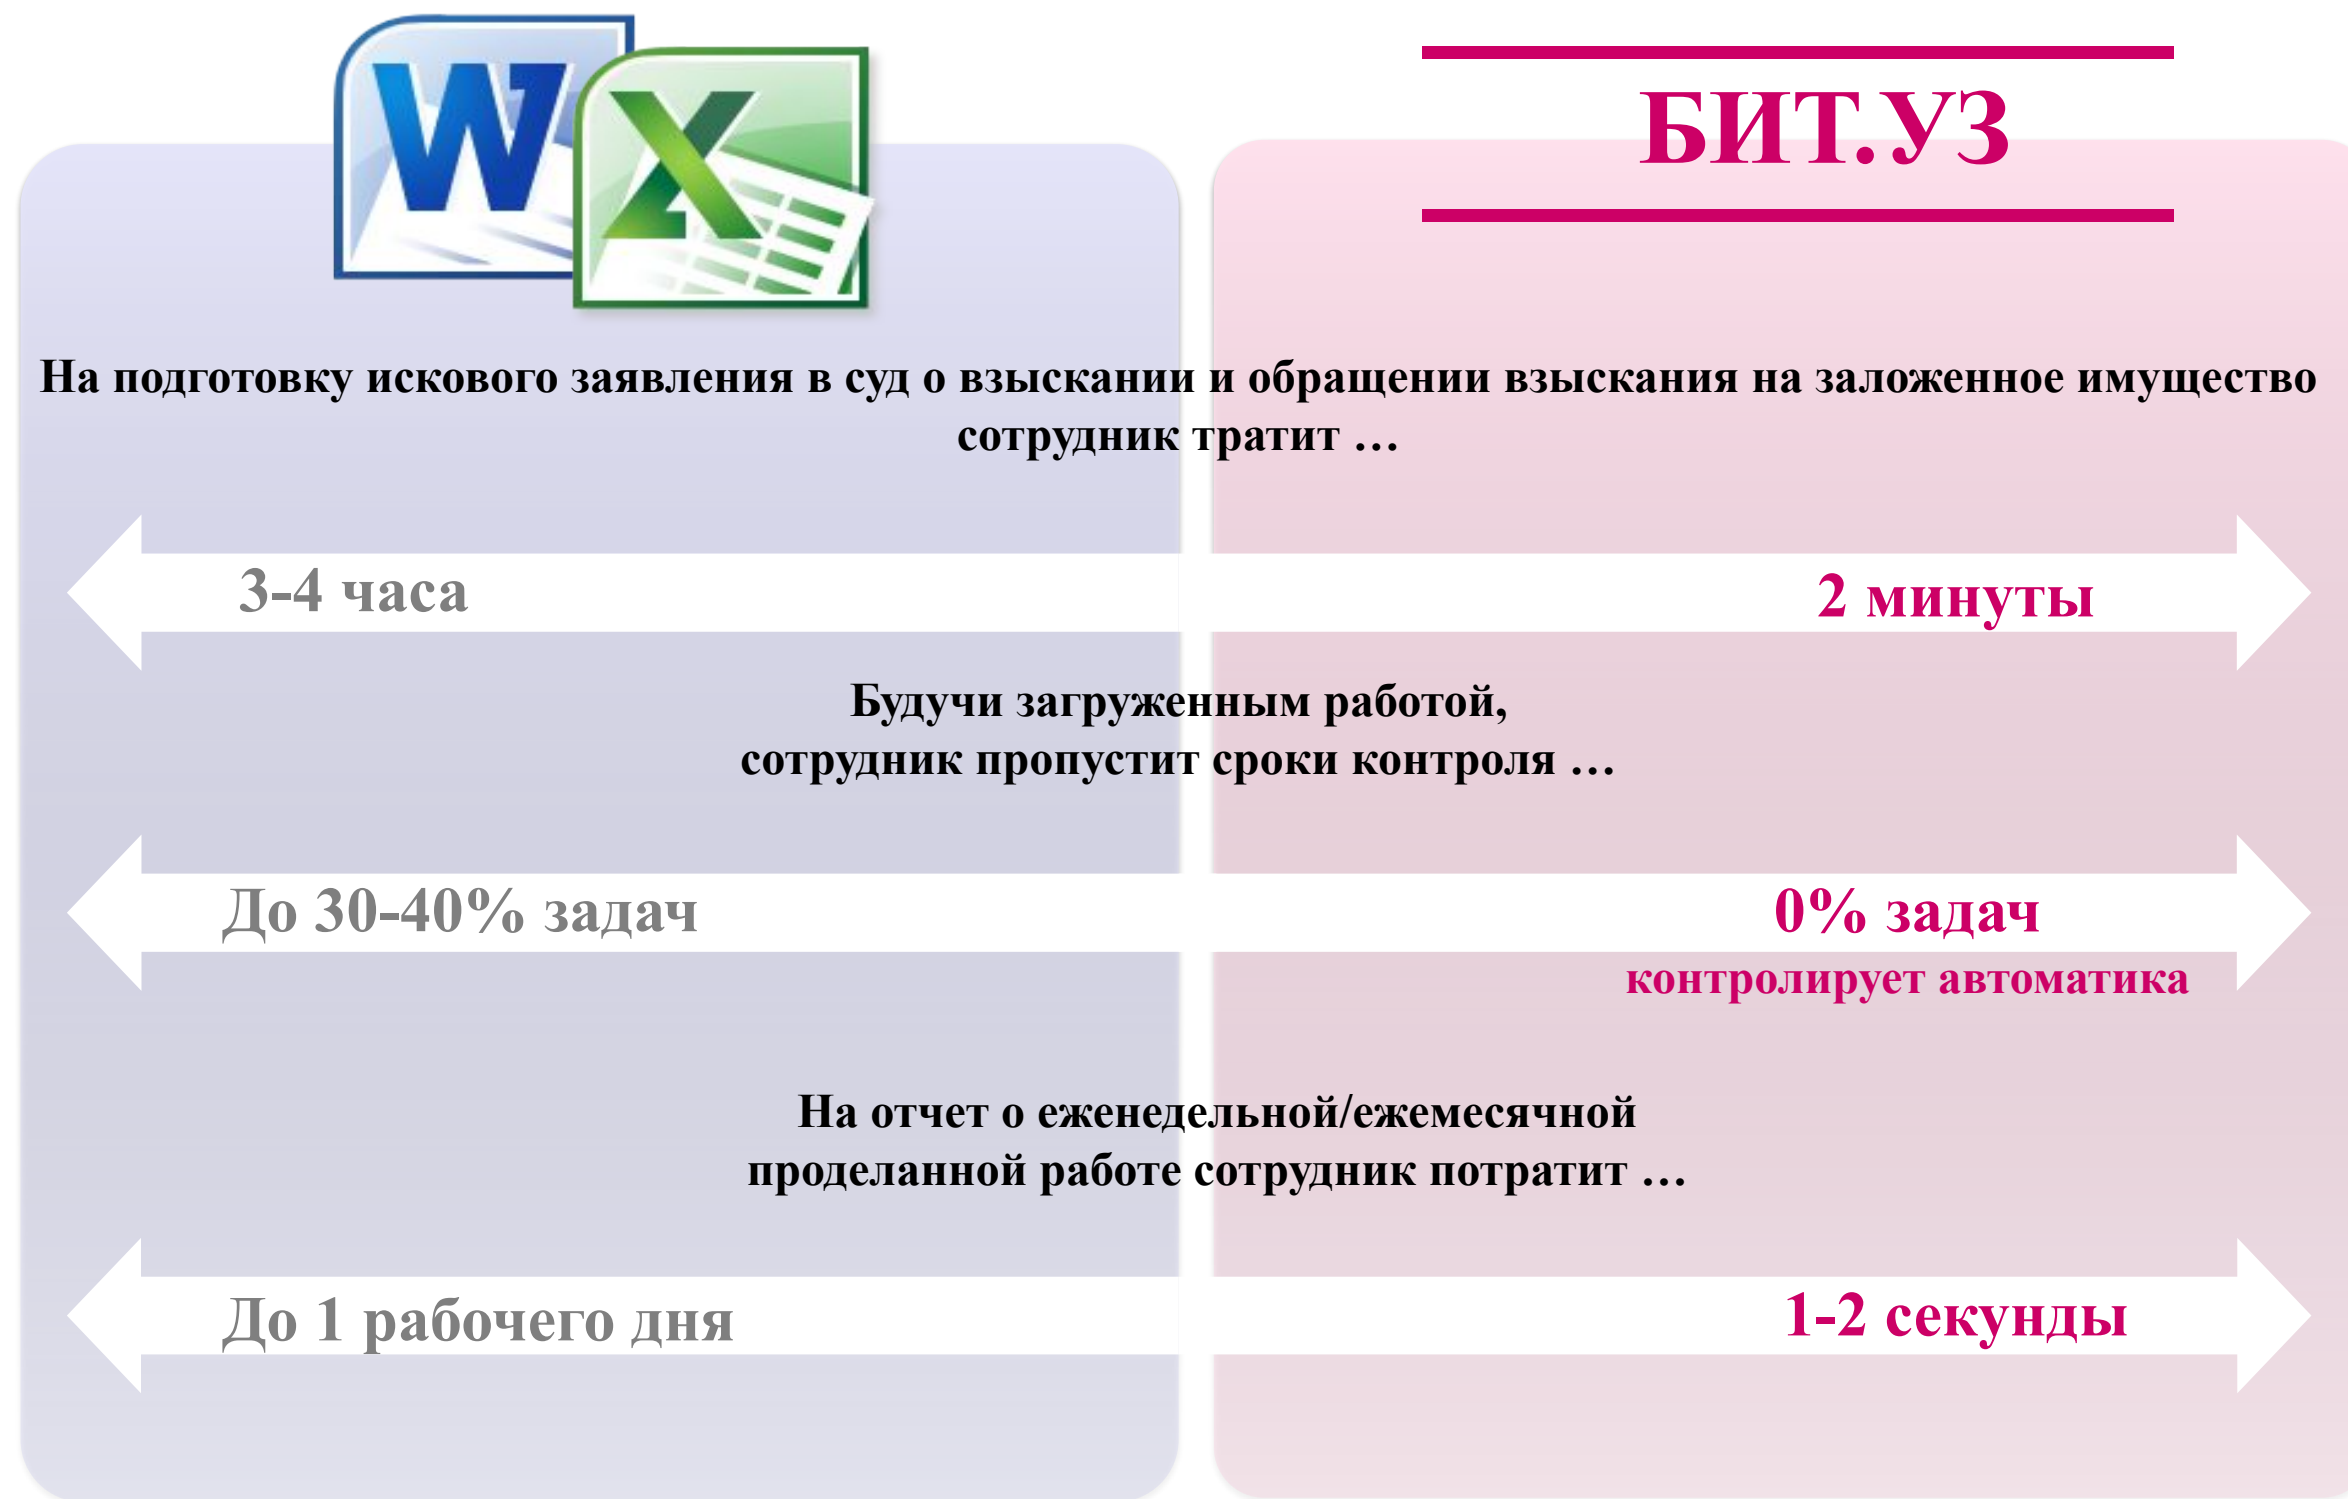 W
X
БИТ.УЗ
На подготовку искового заявления в суд о взыскании и обращении взыскания на заложенное имущество
сотрудник тратит …
3-4 часа
2 минуты
Будучи загруженным работой,
сотрудник пропустит сроки контроля …
До 30-40% задач
0% задач
контролирует автоматика
На отчет о еженедельной/ежемесячной
проделанной работе сотрудник потратит …
До 1 рабочего дня
1-2 секунды